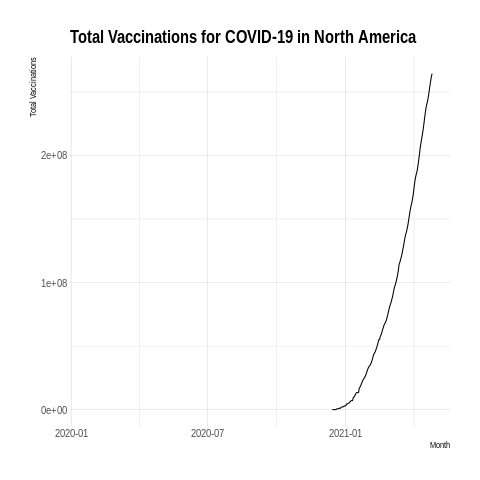 Total Vaccinations for COVID-19 in North America
Total Vaccinations
2e+08
1e+08
0e+00
2020-01 2020-07 2021-01
Month